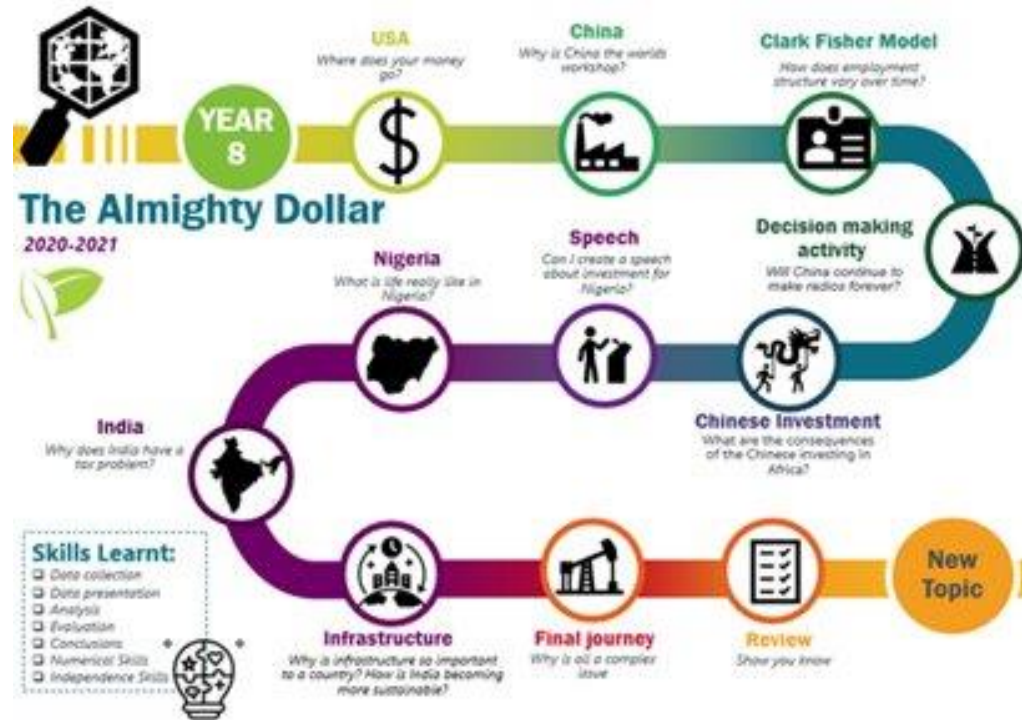 USA
Where does your money
go?
China
Why is China the worlds
workshop?
Clark Fisher Model
How does employment
structure vary over time?
YEAR
8
The Almighty Dollar
2020-2021
Decision making
activity
Will China continue to
make radios forever?
Speech
Can I create a speech
about investment for
Nigeria?
Nigeria
What is life really like in
Nigeria?
Chinese Investment
What are the consequences
of the Chinese investing in
Africa?
India
Why does India have a
tax problem?
Infrastructure
Why is infrastructure so important
to a country? How is India becoming
more sustainable?
Final journey
Why is oil a complex
issue
Review
Show you know
New
Topic
Skills Learnt:
Data collection
Data presentation
Analysis
Evaluation
Conclusions
Numerical Skills
Independence Skills